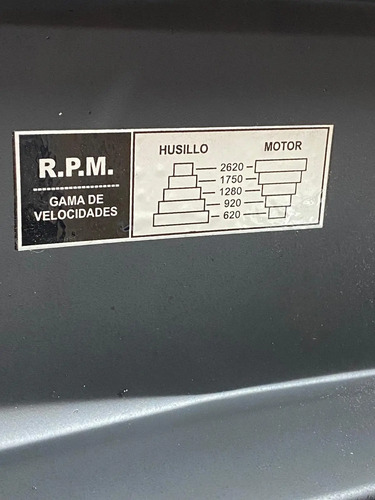 R.P.M.
GAMA DE
VELOCIDADES
HUSILLO MOTOR
2620
1750
1280
920
620